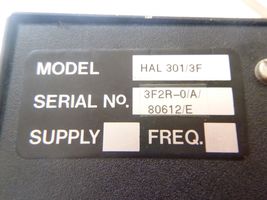 MODEL HAL 301/3F
SERIAL No. 3F2R-0/A/
80612/E
SUPPLY FREQ.